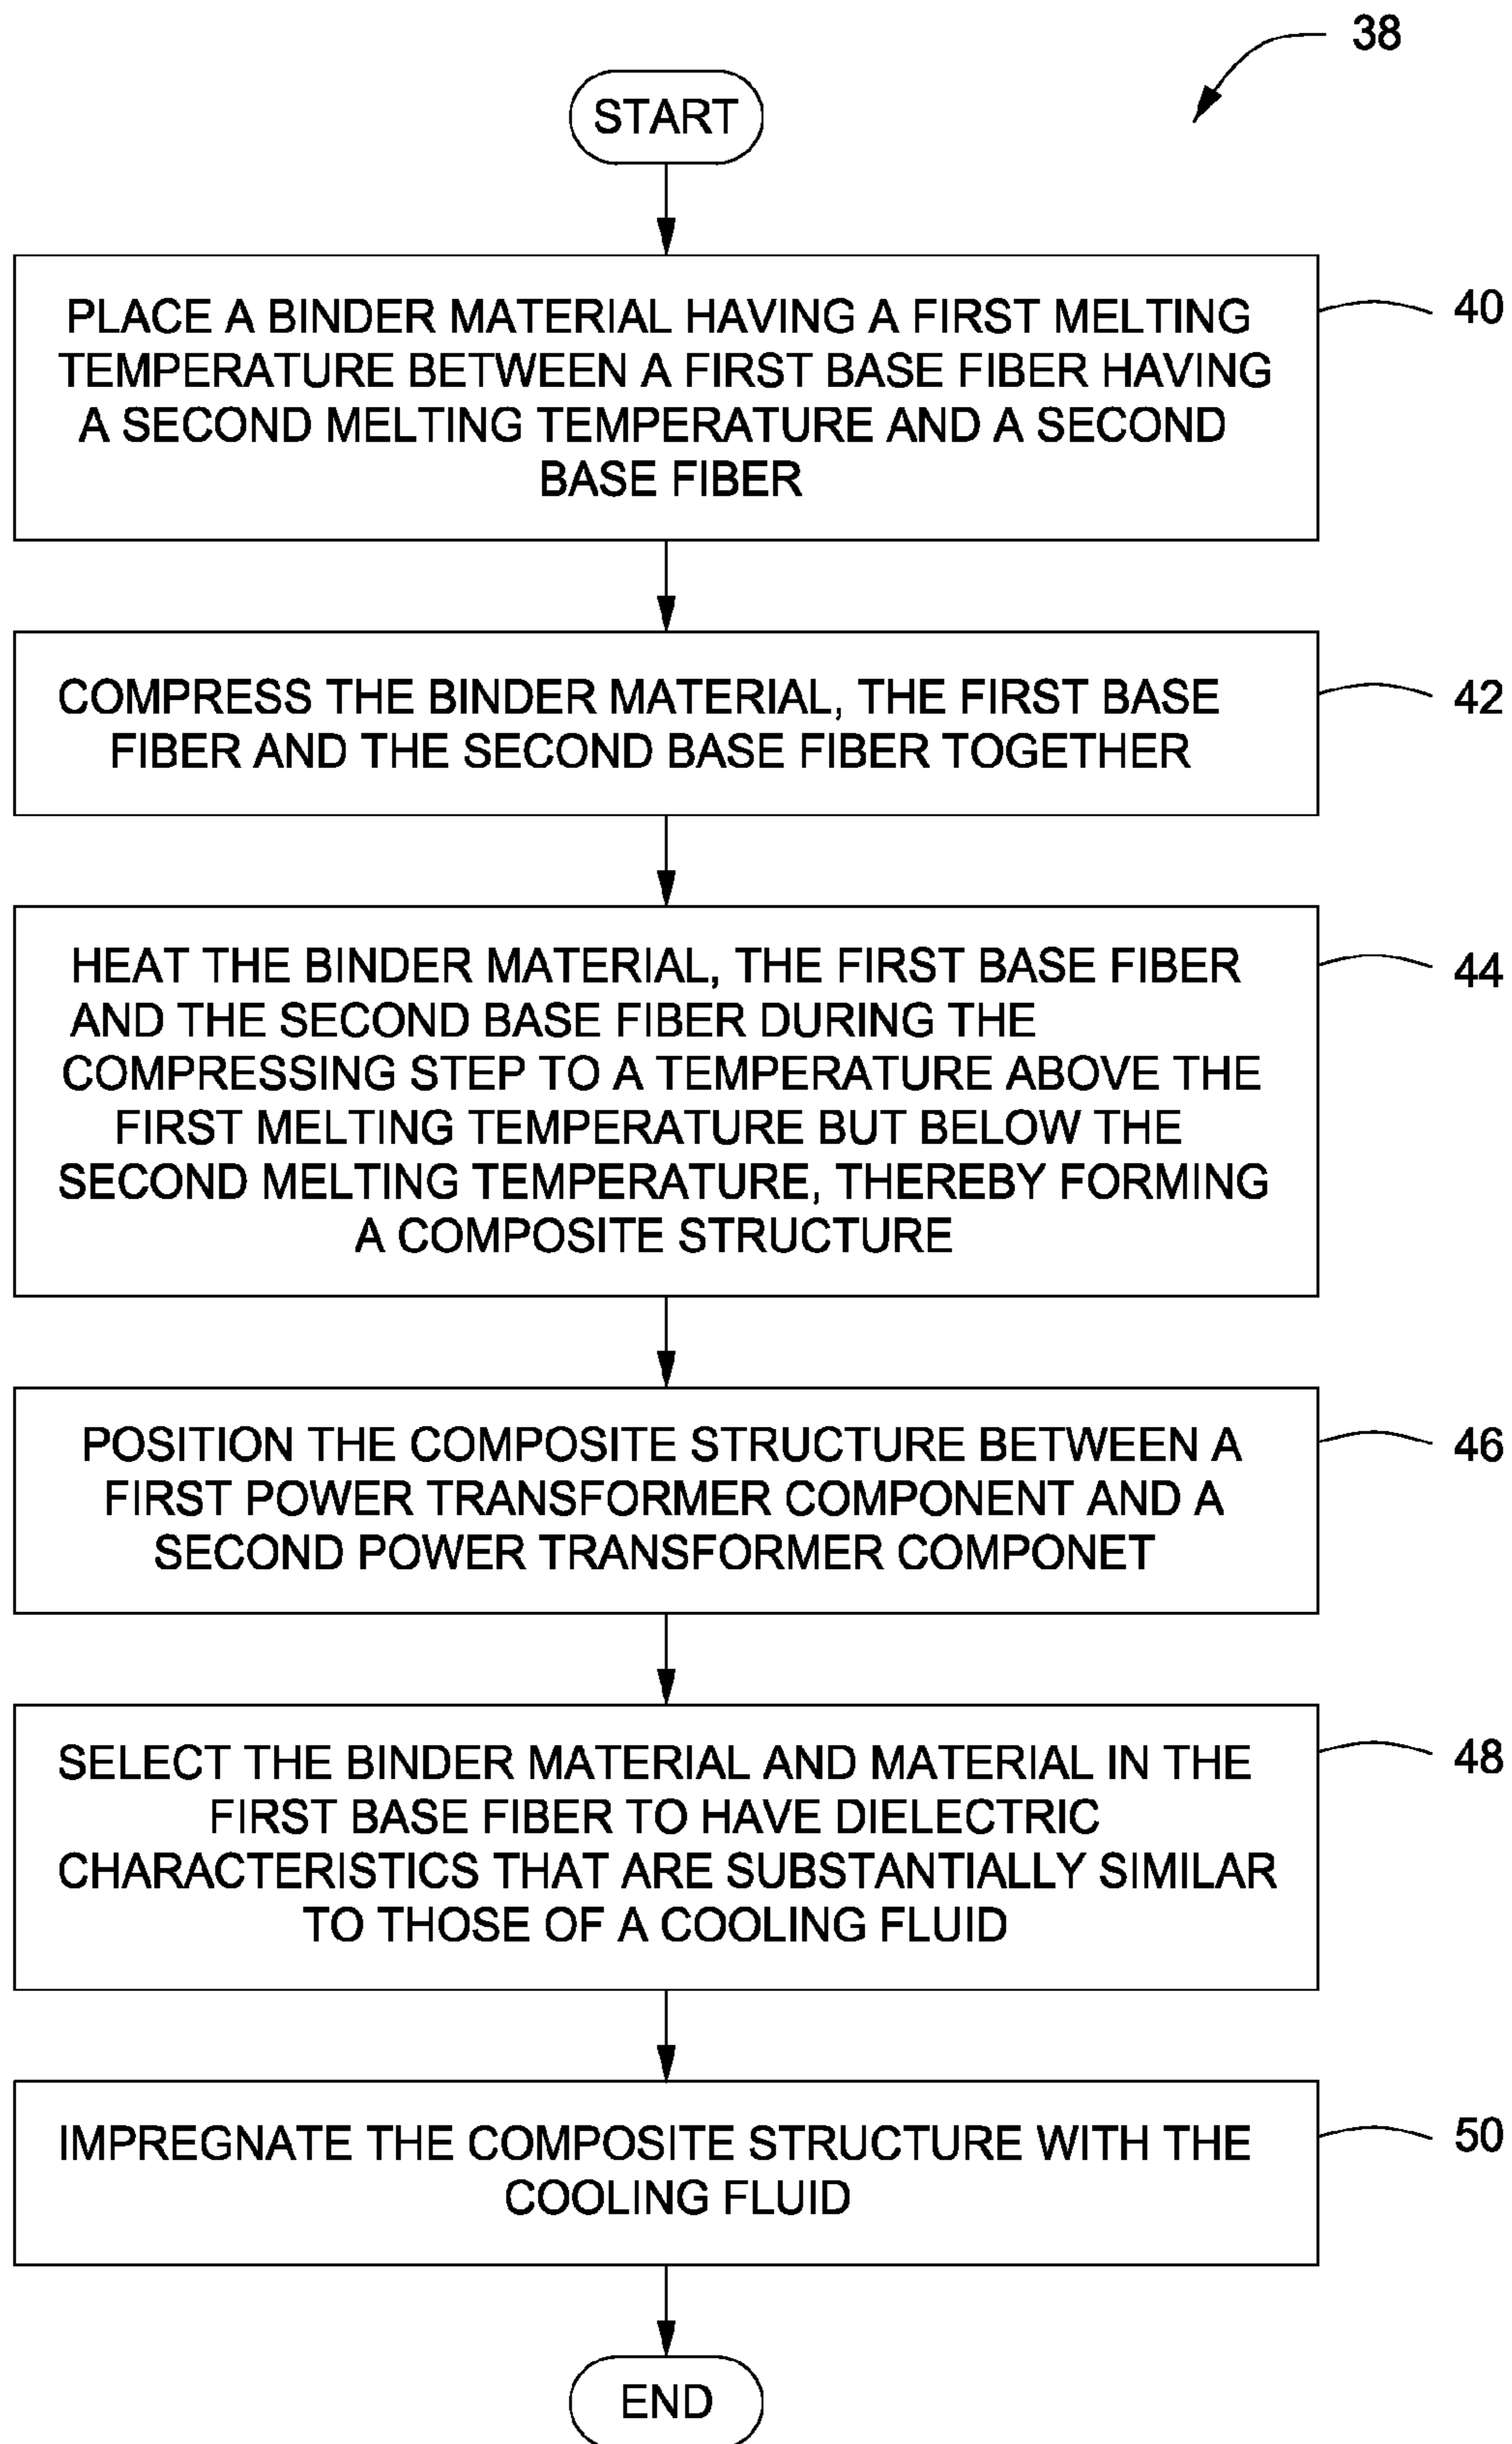 38
START
PLACE A BINDER MATERIAL HAVING A FIRST MELTING
TEMPERATURE BETWEEN A FIRST BASE FIBER HAVING
A SECOND MELTING TEMPERATURE AND A SECOND
BASE FIBER
40
COMPRESS THE BINDER MATERIAL, THE FIRST BASE
FIBER AND THE SECOND BASE FIBER TOGETHER
42
HEAT THE BINDER MATERIAL, THE FIRST BASE FIBER
AND THE SECOND BASE FIBER DURING THE
COMPRESSING STEP TO A TEMPERATURE ABOVE THE
FIRST MELTING TEMPERATURE BUT BELOW THE
SECOND MELTING TEMPERATURE, THEREBY FORMING
A COMPOSITE STRUCTURE
44
POSITION THE COMPOSITE STRUCTURE BETWEEN A
FIRST POWER TRANSFORMER COMPONENT AND A
SECOND POWER TRANSFORMER COMPONET
46
SELECT THE BINDER MATERIAL AND MATERIAL IN THE
FIRST BASE FIBER TO HAVE DIELECTRIC
CHARACTERISTICS THAT ARE SUBSTANTIALLY SIMILAR
TO THOSE OF A COOLING FLUID
48
IMPREGNATE THE COMPOSITE STRUCTURE WITH THE
COOLING FLUID
50
END